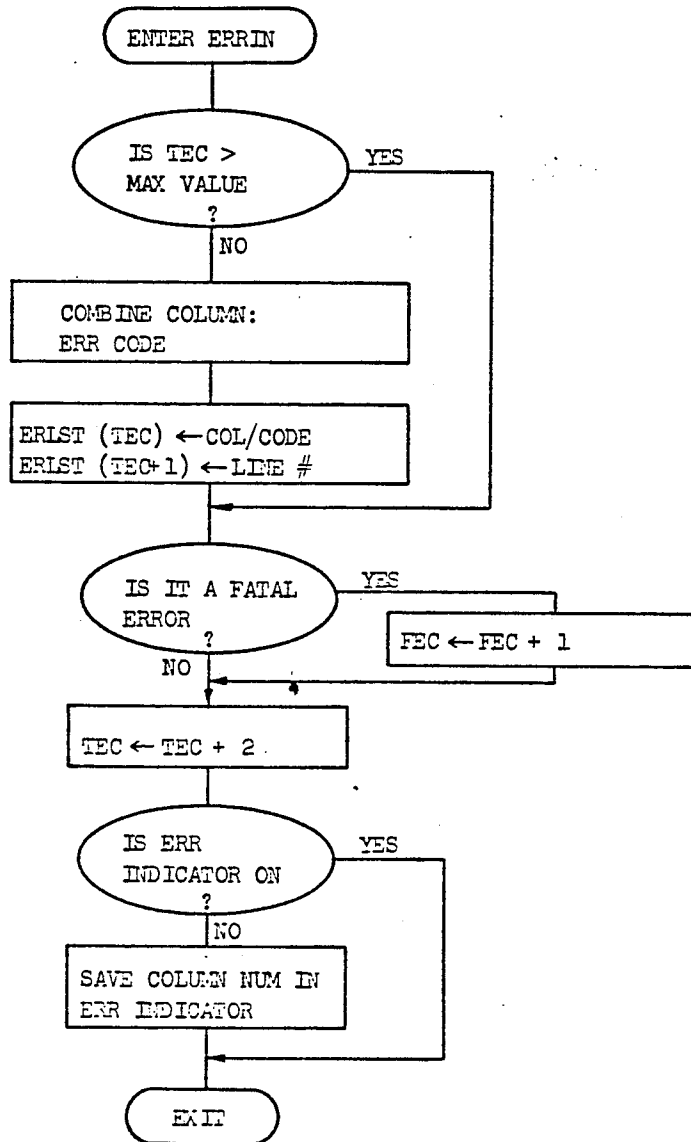 ENTER ERRIN
IS TEC >
MAX VALUE
?
YES
NO
COMBINE COLUMN:
ERR CODE
ERLST (TEC) ← COL/CODE
ERLST (TEC+1) ← LINE #
IS IT A FATAL
ERROR
?
YES
FEC ← FEC + 1
NO
TEC ← TEC + 2
IS ERR
INDICATOR ON
?
YES
NO
SAVE COLUMN NUM IN
ERR INDICATOR
EXIT